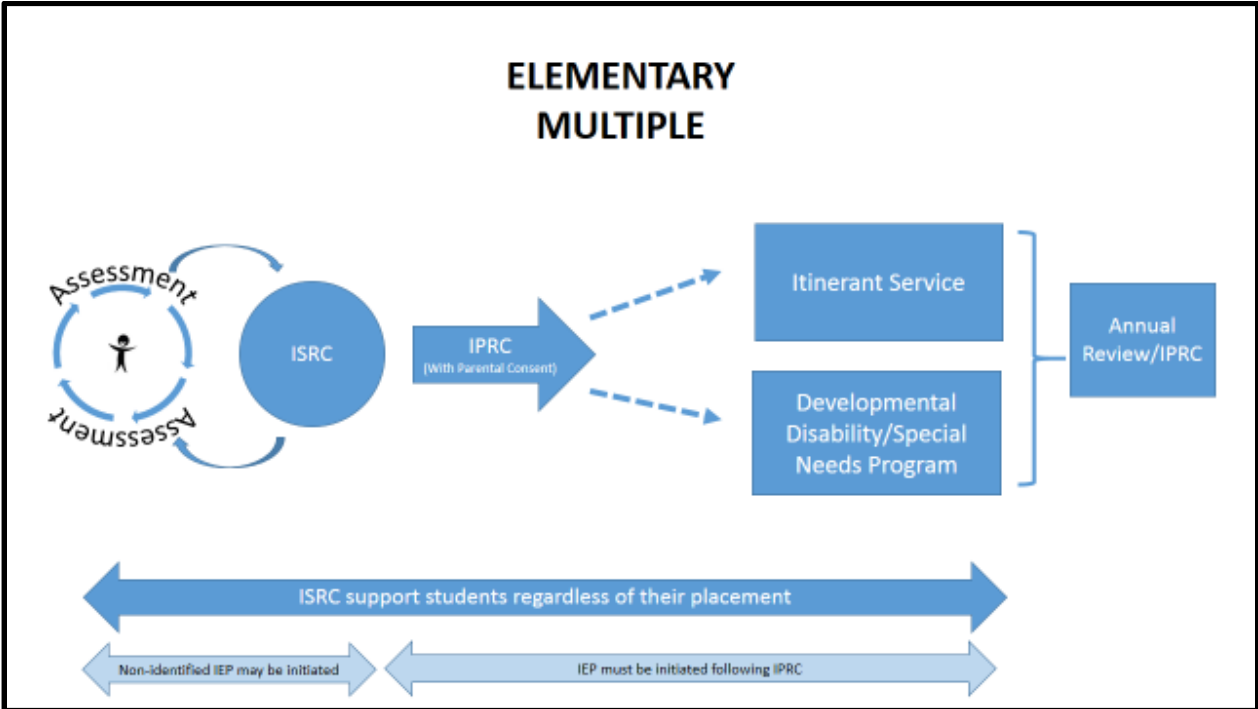 ELEMENTARY
MULTIPLE
Assessment
ISRC
Assessment
IPRC
(With Parental Consent)
Itinerant Service
Developmental
Disability/Special
Needs Program
Annual
Review/IPRC
ISRC support students regardless of their placement
Non-identified IEP may be initiated
IEP must be initiated following IPRC